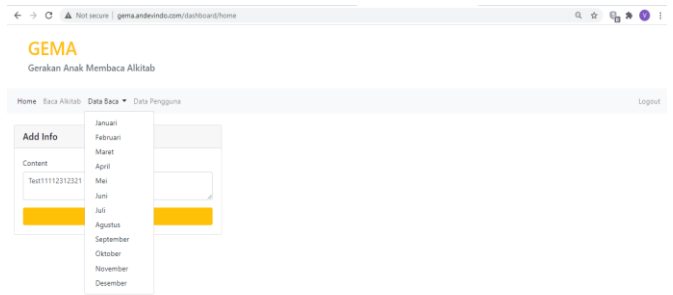 Not secure | gema.andevindo.com/dashboard/home
V
GEMA
Gerakan Anak Membaca Alkitab
Home Baca Alkitab Data Baca Data Pengguna Logout
Add Info
Content
Test11112312321
Januari
Februari
Maret
April
Mei
Juni
Juli
Agustus
September
Oktober
November
Desember